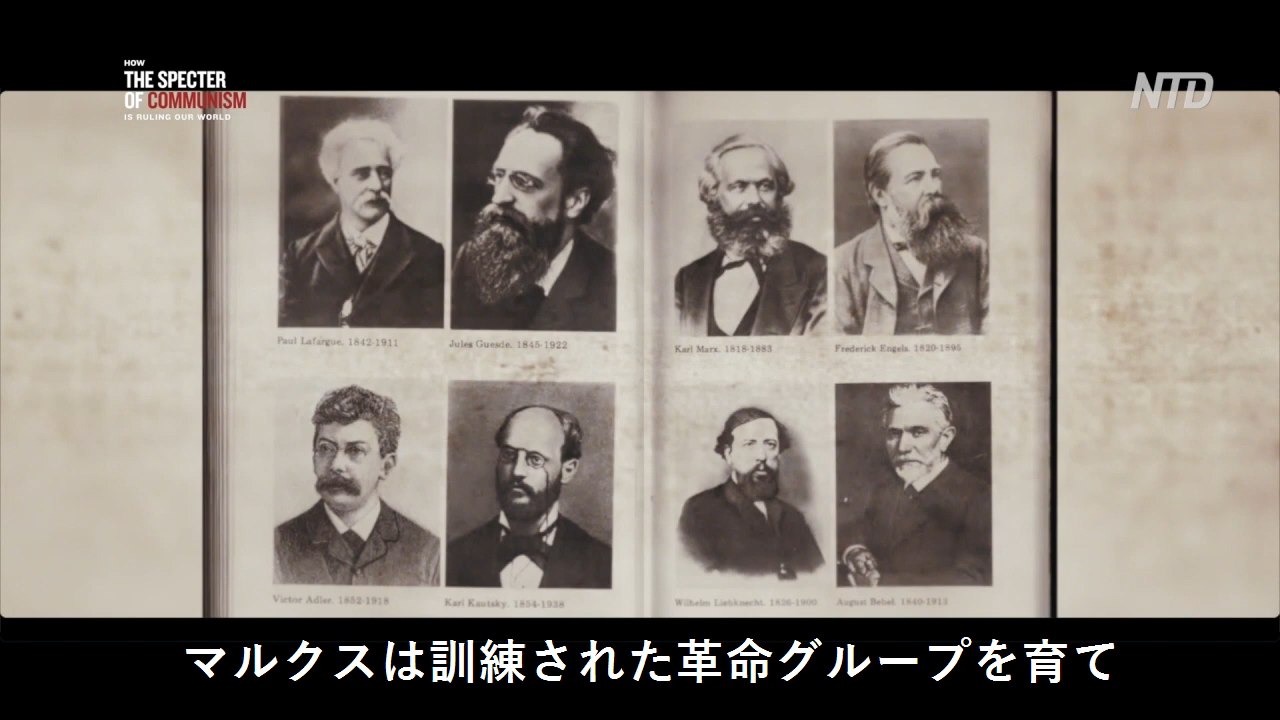 HOW
THE SPECTER
OF COMMUNISM
IS RULING OUR WORLD
NTD
Paul Lafargue. 1842-1911
Jules Guesde. 1845-1922
Karl Marx. 1818-1883
Frederick Engels. 1820-1895
Victor Adler. 1852-1918
Karl Kautsky. 1854-1938
Wilhelm Liebknecht. 1826-1900
August Bebel. 1840-1913
マルクスは訓練された革命グループを育て